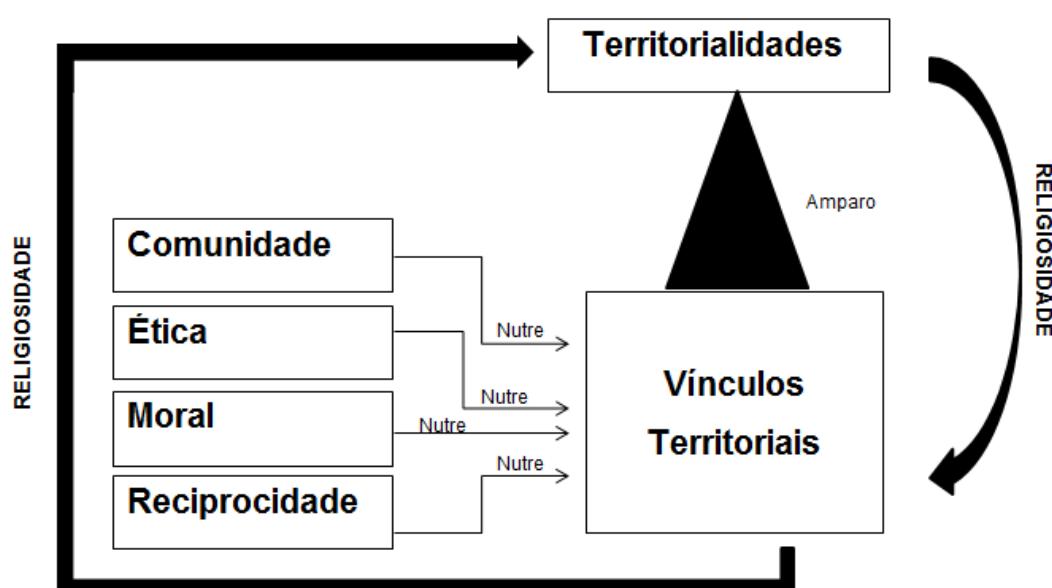 Territorialidades
RELIGIOSIDADE
Amparo
RELIGIOSIDADE
Comunidade
Nutre
Ética
Nutre
Moral
Nutre
Reciprocidade
Nutre
Vínculos
Territoriais